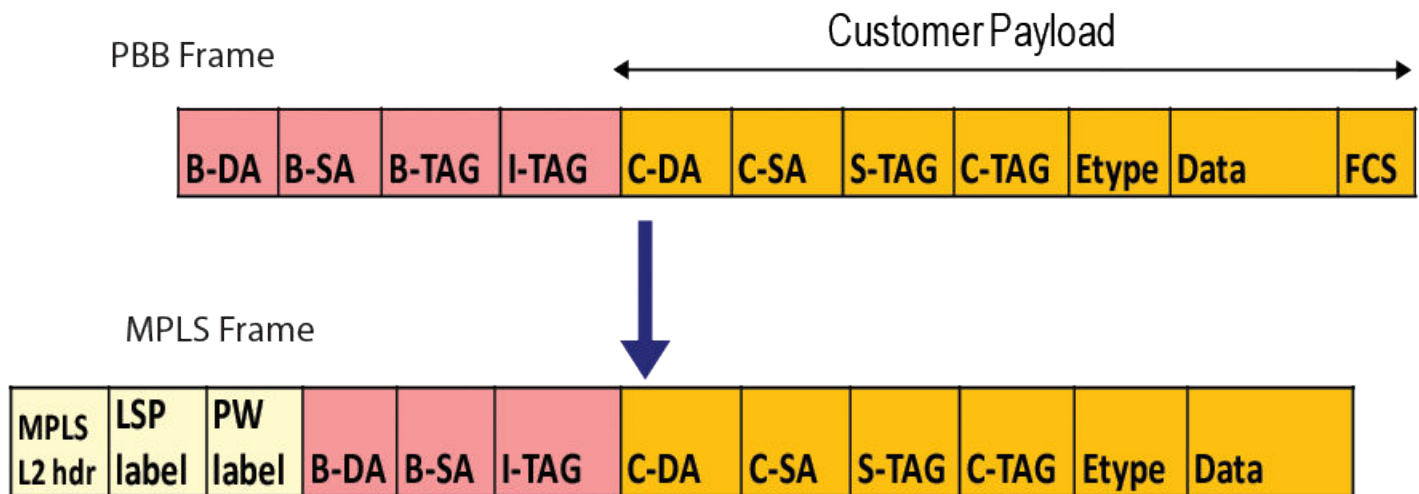 Customer Payload
PBB Frame
B-DA B-SA B-TAG I-TAG C-DA C-SA S-TAG C-TAG Etype Data FCS
MPLS Frame
MPLS LSP PW
L2 hdr label label B-DA B-SA I-TAG C-DA C-SA S-TAG C-TAG Etype Data